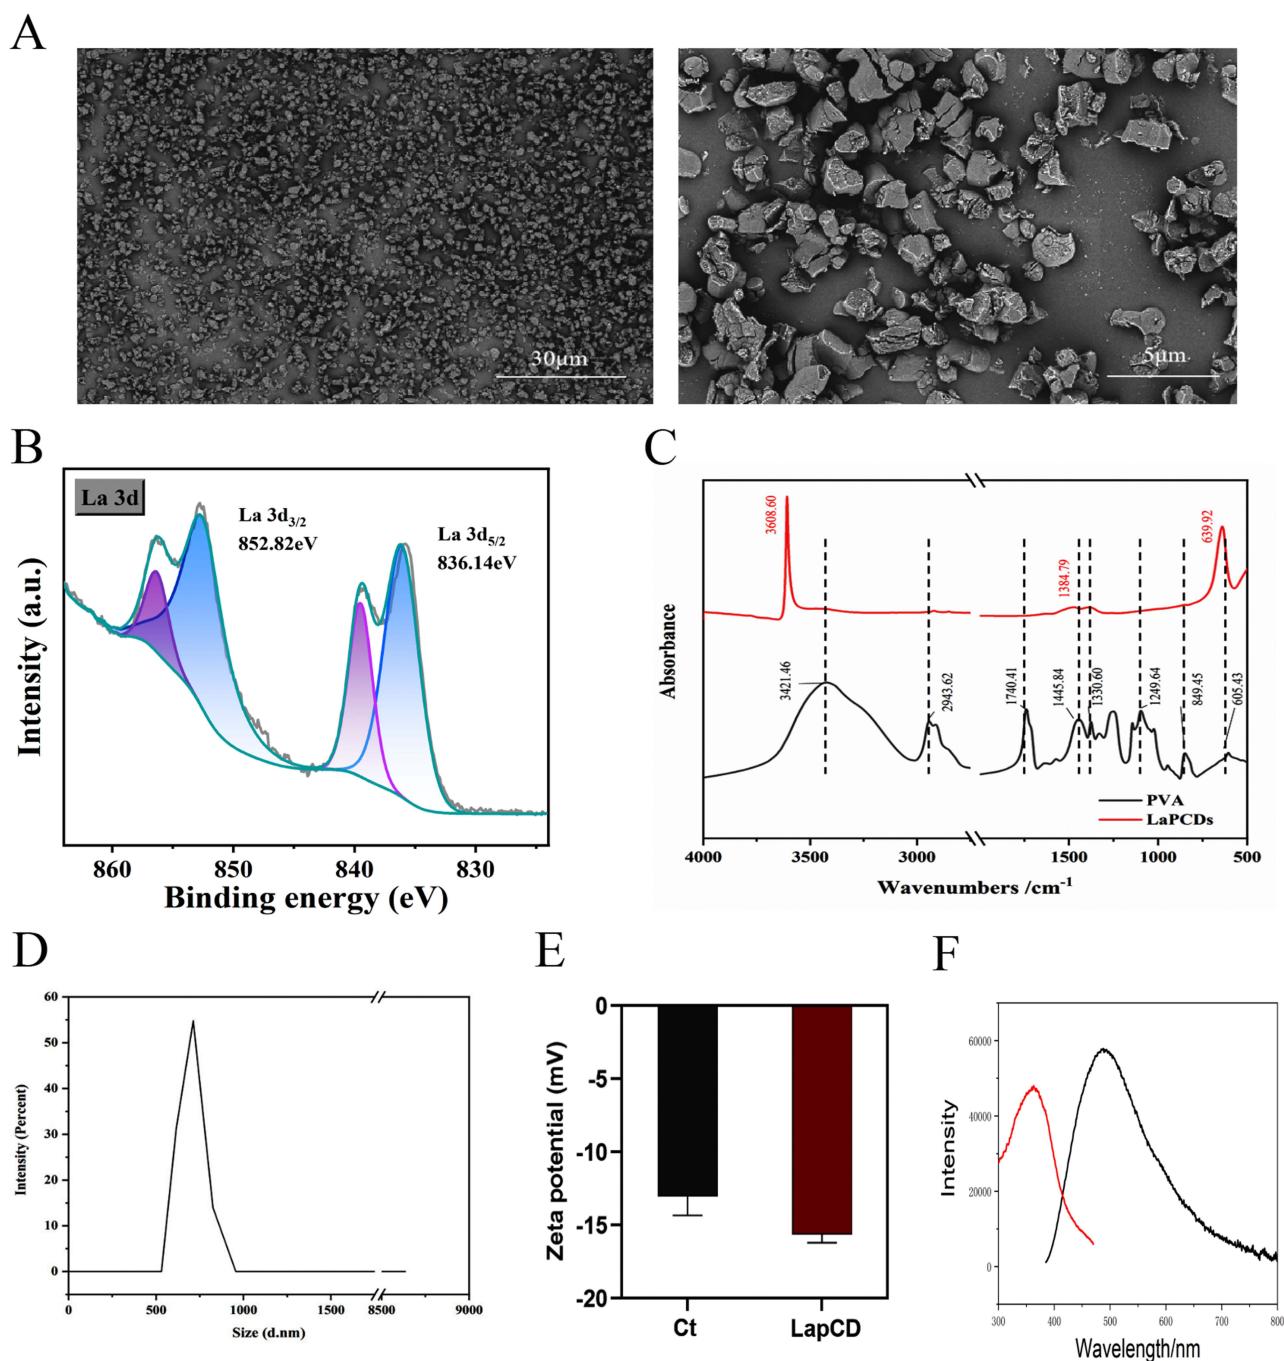 A
30μm
5μm
B
La 3d
La 3d3/2
852.82eV
La 3d5/2
836.14eV
Intensity (a.u.)
860
850
840
830
Binding energy (eV)
C
3608.60
1384.79
639.92
3421.46
2943.62
1740.41
1445.84
1330.60
1249.64
849.45
605.43
PVA
LaPCDs
Absorbance
4000
3500
3000
1500
1000
500
Wavenumbers /cm-1
D
60
50
40
30
20
10
0
Intensity (Percent)
0
500
1000
1500
8500
9000
Size (d.nm)
E
0
-5
-10
-15
-20
Zeta potential (mV)
Ct
LapCD
F
60000
40000
20000
0
Intensity
300
400
500
600
700
800
Wavelength/nm